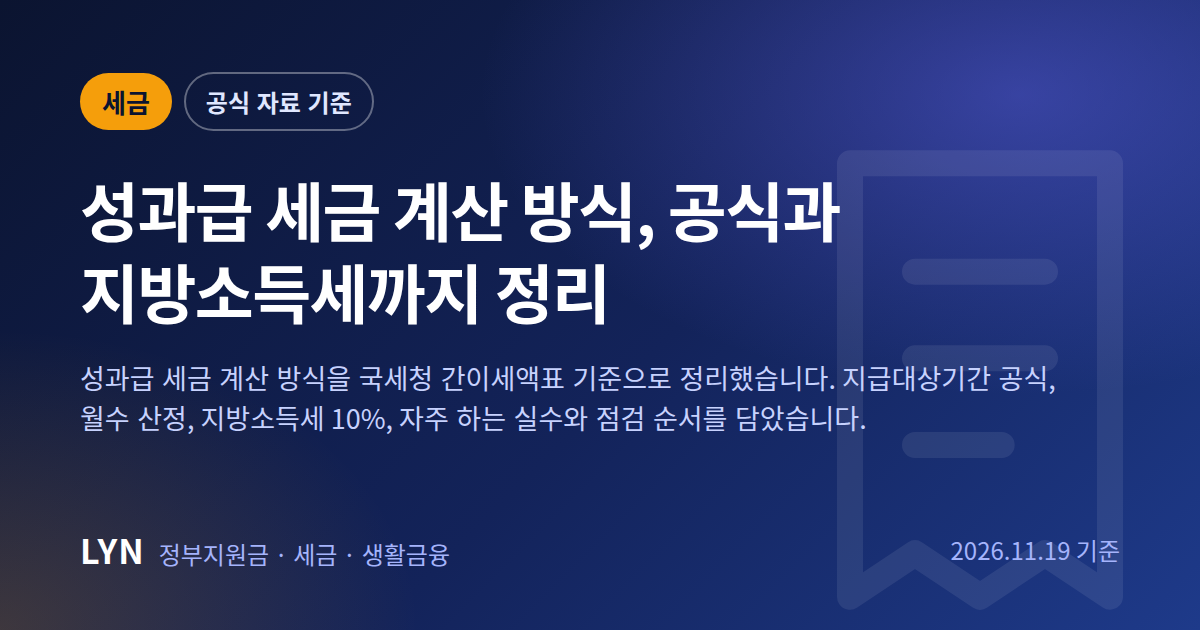 세금
공식 자료 기준
성과급 세금 계산 방식, 공식과
지방소득세까지 정리
성과급 세금 계산 방식을 국세청 간이세액표 기준으로 정리했습니다. 지급대상기간 공식,
월수 산정, 지방소득세 10%, 자주 하는 실수와 점검 순서를 담았습니다.
LYN 정부지원금 · 세금 · 생활금융
2026.11.19 기준